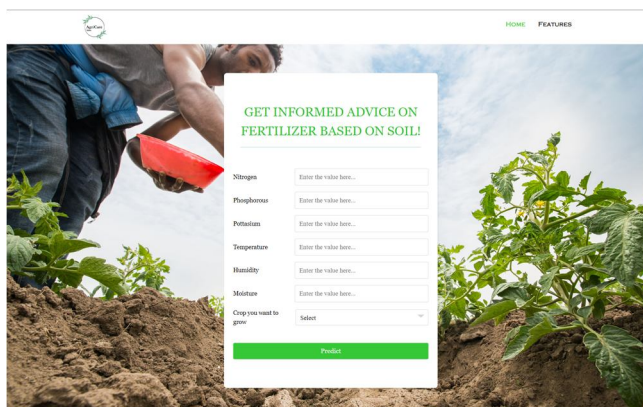 AgriCure
HOME FEATURES
GET INFORMED ADVICE ON
FERTILIZER BASED ON SOIL!
Nitrogen Enter the value here...
Phosphorous Enter the value here...
Pottasium Enter the value here...
Temperature Enter the value here...
Humidity Enter the value here...
Moisture Enter the value here...
Crop you want to
grow
Select
Predict